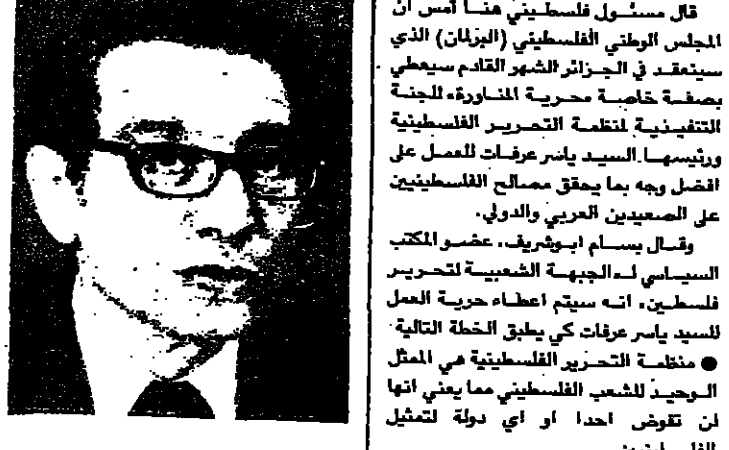 قال مسئول فلسطيني هنا أمس أن
المجلس الوطني الفلسطيني (البرلمان) الذي
سينعقد في الجزائر الشهر القادم سيعطي
بصفة خاصة «حرية المناورة» للجنة
التنفيذية لمنظمة التحرير الفلسطينية
ورئيسها السيد ياسر عرفات للعمل على
افضل وجه بما يحقق مصالح الفلسطينيين
على الصعيدين العربي والدولي.
وقال بسام ابوشريف، عضو المكتب
السياسي لـ«الجبهة الشعبية لتحرير
فلسطين» انه سيتم اعطاء حرية العمل
للسيد ياسر عرفات كي يطبق الخطة التالية
● منظمة التحرير الفلسطينية هي الممثل
الوحيد للشعب الفلسطيني مما يعني انها
لن تفوض احدا او اي دولة لتمثيل